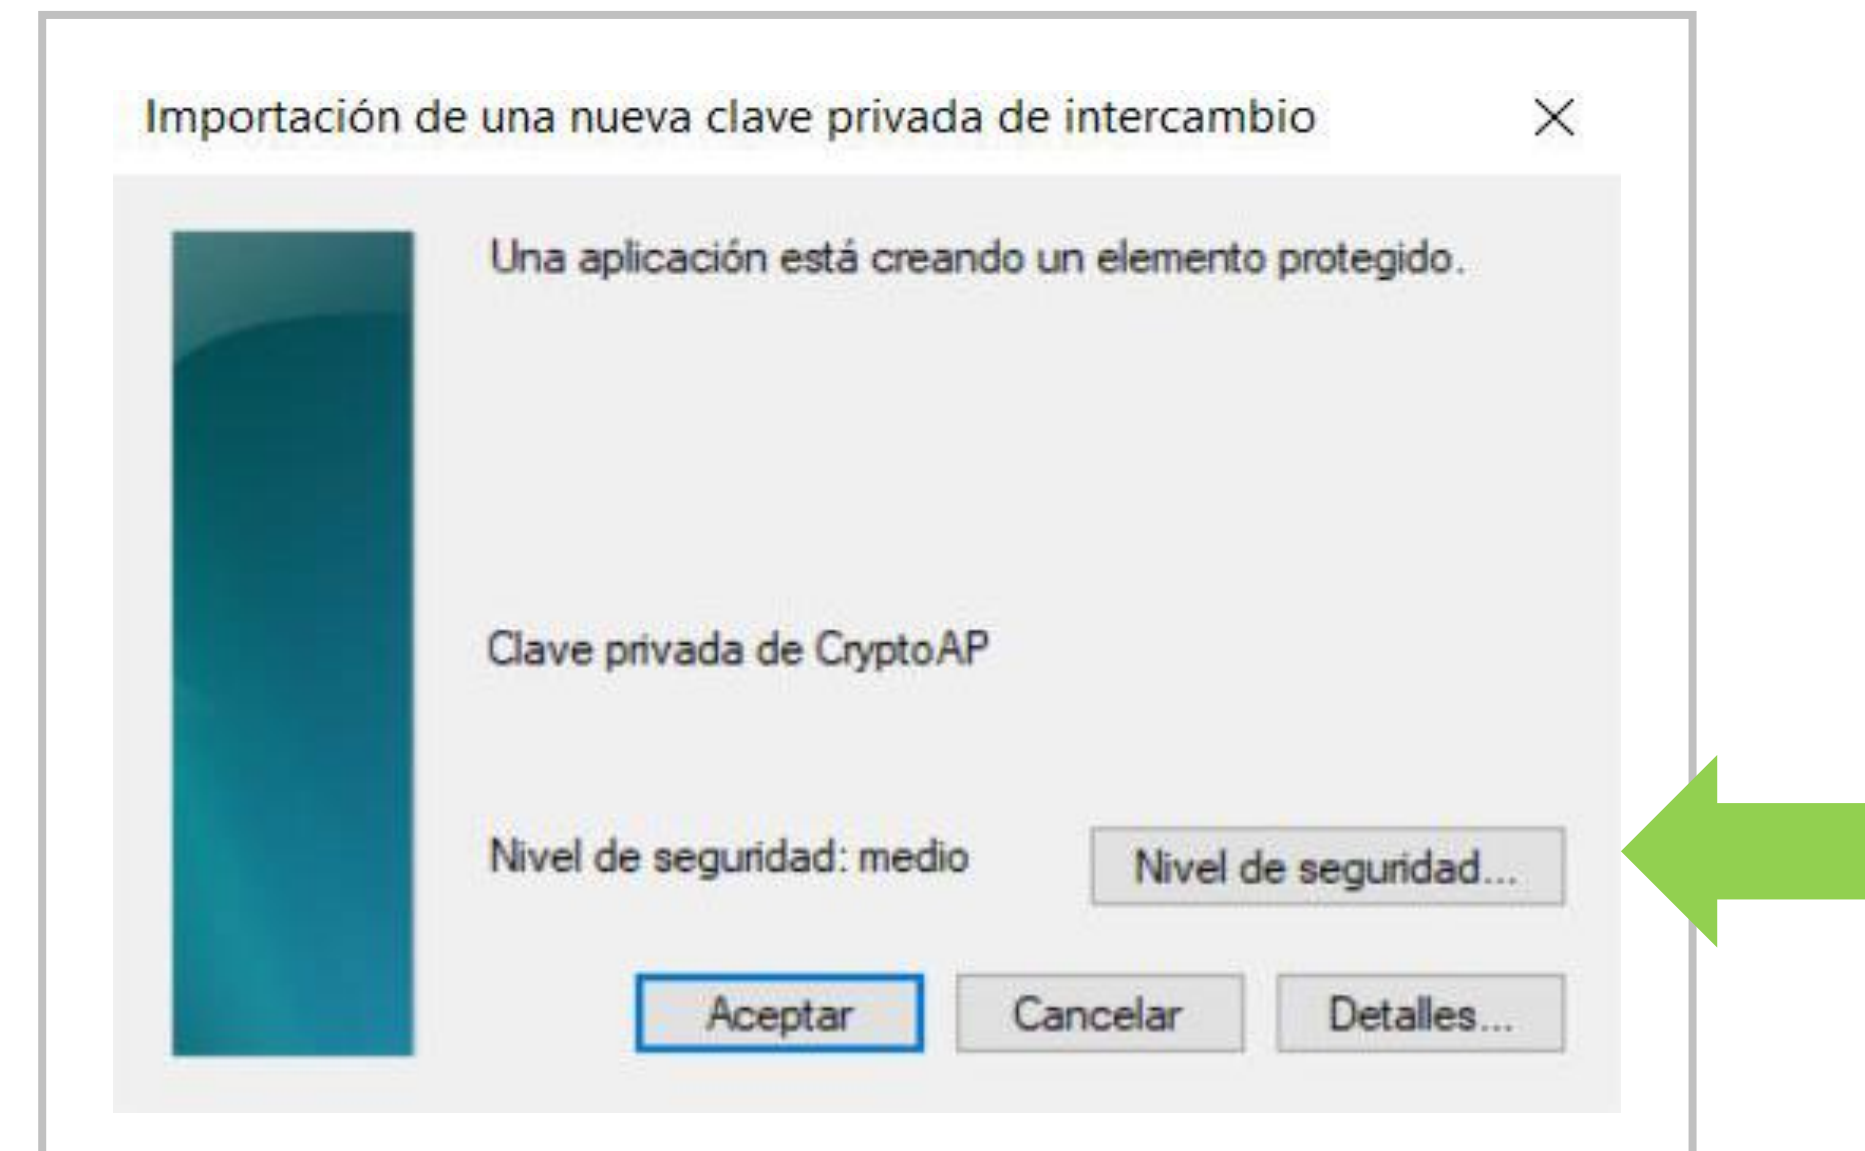 Importación de una nueva clave privada de intercambio
Una aplicación está creando un elemento protegido.
Clave privada de CryptoAP
Nivel de seguridad: medio
Nivel de seguridad...
Aceptar
Cancelar
Detalles...